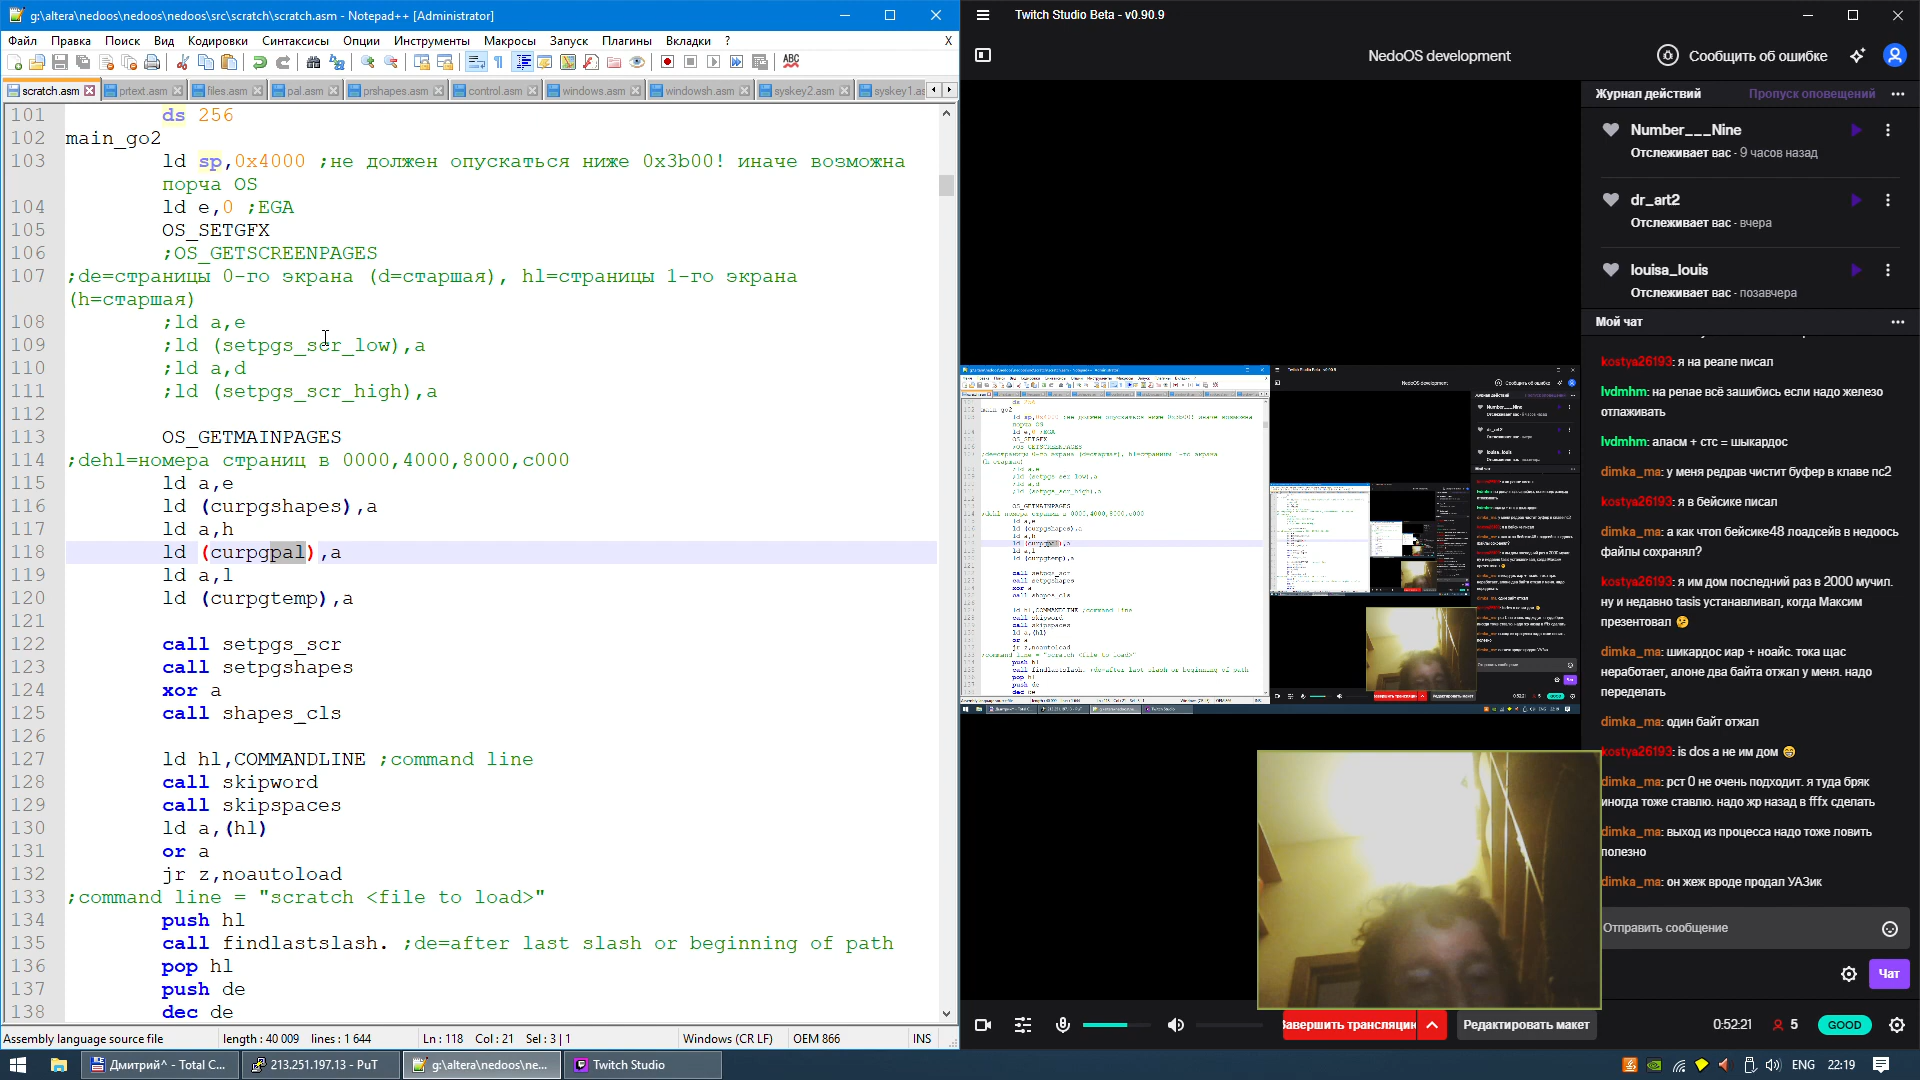 g:\altera\nedoos\nedoos\nedoos\src\scratch\scratch.asm - Notepad++ [Administrator]
Файл Правка Поиск Вид Кодировки Синтаксисы Опции Инструменты Макросы Запуск Плагины Вкладки ? X
scratch.asm prtext.asm files.asm pal.asm prshapes.asm control.asm windows.asm windowsh.asm syskey2.asm syskey1.as
101 ds 256
102 main_go2
103 ld sp,0x4000 ;не должен опускаться ниже 0x3b00! иначе возможна
порча OS
104 ld e,0 ;EGA
105 OS_SETGFX
106 ;OS_GETSCREENPAGES
107 ;de=страницы 0-го экрана (d=старшая), hl=страницы 1-го экрана
(h=старшая)
108 ;ld a,e
109 ;ld (setpgs_scr_low),a
110 ;ld a,d
111 ;ld (setpgs_scr_high),a
112
113 OS_GETMAINPAGES
114 ;dehl=номера страниц в 0000,4000,8000,c000
115 ld a,e
116 ld (curpgshapes),a
117 ld a,h
118 ld (curpgpal),a
119 ld a,l
120 ld (curpgtemp),a
121
122 call setpgs_scr
123 call setpgshapes
124 xor a
125 call shapes_cls
126
127 ld hl,COMMANDLINE ;command line
128 call skipword
129 call skipspaces
130 ld a,(hl)
131 or a
132 jr z,noautoload
133 ;command line = "scratch <file to load>"
134 push hl
135 call findlastslash. ;de=after last slash or beginning of path
136 pop hl
137 push de
138 dec de
Assembly language source file length : 40 009 lines : 1 644 Ln : 118 Col : 21 Sel : 3 | 1 Windows (CR LF) OEM 866 INS
Twitch Studio Beta - v0.90.9
NedoOS development
Сообщить об ошибке
Журнал действий Пропуск оповещений
Number___Nine
Отслеживает вас - 9 часов назад
dr_art2
Отслеживает вас - вчера
louisa_louis
Отслеживает вас - позавчера
Мой чат
kostya26193: я на реале писал
lvdmhm: на репае всё зашибись если надо железо
отлаживать
lvdmhm: аласм + стс = шыкардос
dimka_ma: у меня редрав чистит буфер в клаве пс2
kostya26193: я в бейсике писал
dimka_ma: а как чтоп бейсике48 лоадсейв в недоось
файлы сохранял?
kostya26193: я им дом последний раз в 2000 мучил.
ну и недавно tasis устанавливал, когда Максим
презентовал 🤔
dimka_ma: шикардос иар + нойс. тока щас
неработает, алоне два байта отжал у меня. надо
переделать
dimka_ma: один байт отжал
kostya26193: is dos а не им дом 😁
dimka_ma: рст 0 не очень подходит. я туда бряк
иногда тоже ставлю. надо жр назад в fffx сделать
dimka_ma: выход из процесса надо тоже ловить
полезно
dimka_ma: он жеж вроде продал УАЗик
Отправить сообщение
Чат
Завершить трансляцию Редактировать макет 0:52:21 5 GOOD
Дмитрий^ - Total C... 213.251.197.13 - PuT g:\altera\nedoos\ne... Twitch Studio ENG 22:19